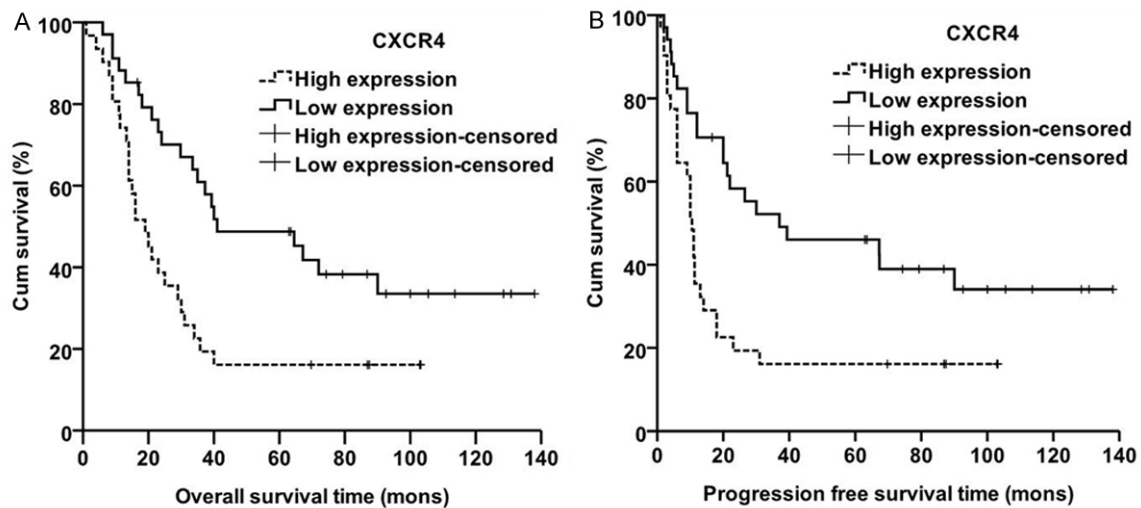 A
CXCR4
High expression
Low expression
High expression-censored
Low expression-censored
Cum survival (%)
100
80
60
40
20
0
0 20 40 60 80 100 120 140
Overall survival time (mons)
B
CXCR4
High expression
Low expression
High expression-censored
Low expression-censored
Cum survival (%)
100
80
60
40
20
0
0 20 40 60 80 100 120 140
Progression free survival time (mons)